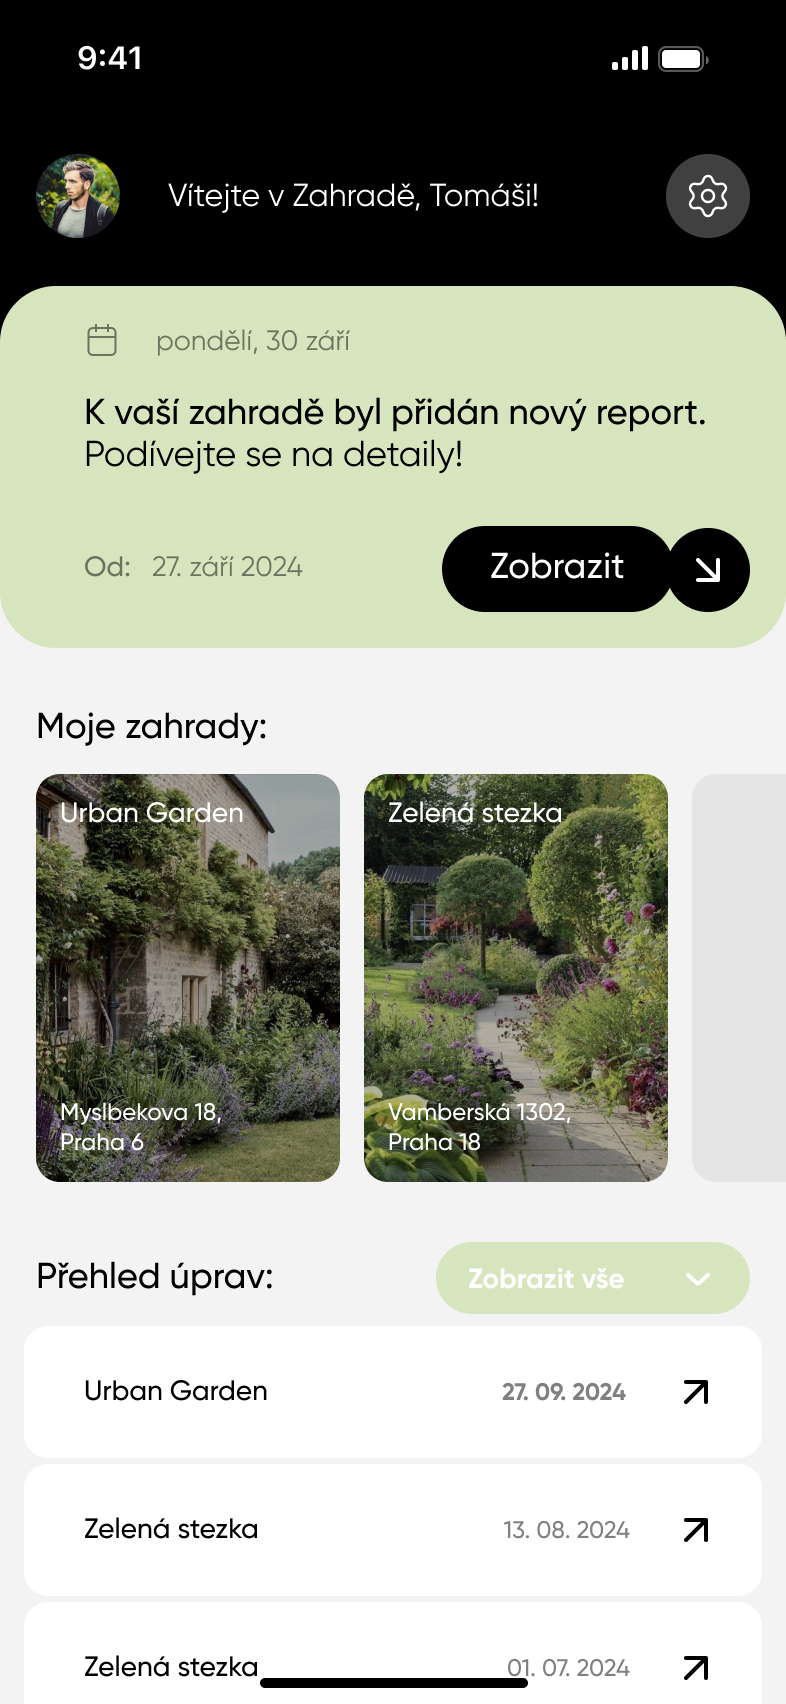 9:41
Vítejte v Zahradě, Tomáši!
pondělí, 30 září
K vaší zahradě byl přidán nový report.
Podívejte se na detaily!
Od: 27. září 2024
Zobrazit
Moje zahrady:
Urban Garden
Myslbekova 18,
Praha 6
Zelená stezka
Vamberská 1302,
Praha 18
Přehled úprav:
Zobrazit vše
Urban Garden 27. 09. 2024
Zelená stezka 13. 08. 2024
Zelená stezka 01. 07. 2024